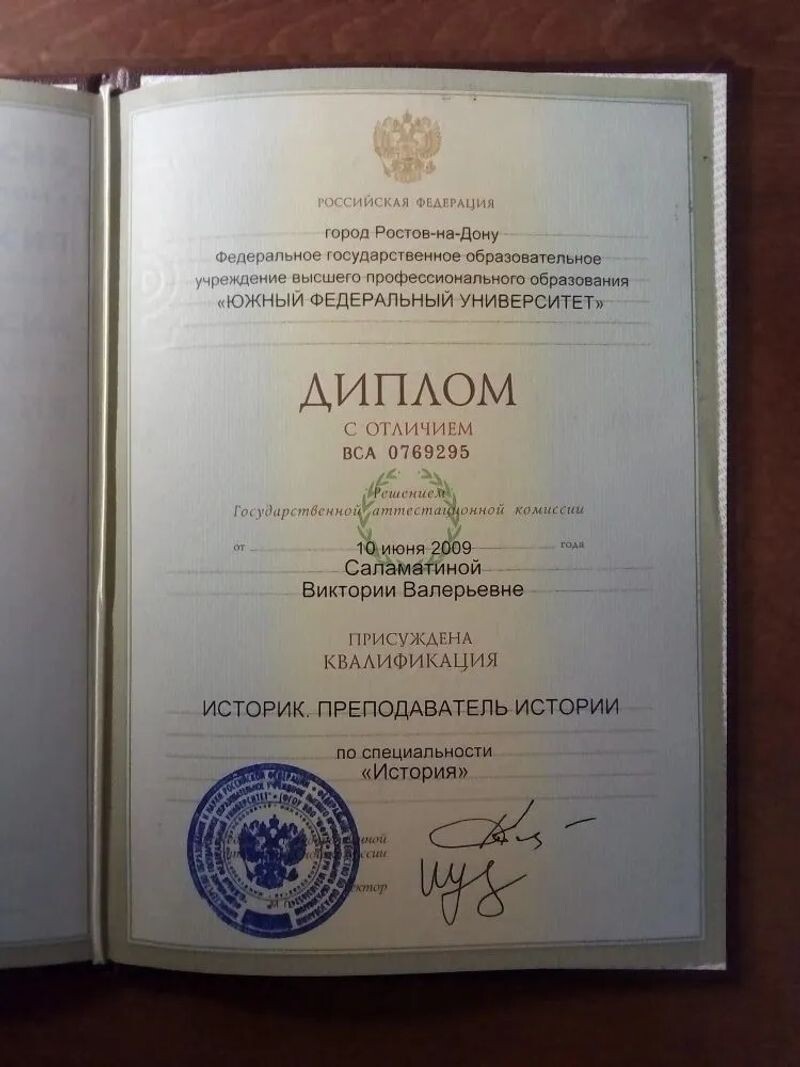 РОССИЙСКАЯ ФЕДЕРАЦИЯ
город Ростов-на-Дону
Федеральное государственное образовательное
учреждение высшего профессионального образования
«ЮЖНЫЙ ФЕДЕРАЛЬНЫЙ УНИВЕРСИТЕТ»
ДИПЛОМ
С ОТЛИЧИЕМ
ВСА 0769295
Решением
Государственной аттестационной комиссии
от 10 июня 2009 года
Саламатиной
Виктории Валерьевне
ПРИСУЖДЕНА
КВАЛИФИКАЦИЯ
ИСТОРИК. ПРЕПОДАВАТЕЛЬ ИСТОРИИ
по специальности
«История»